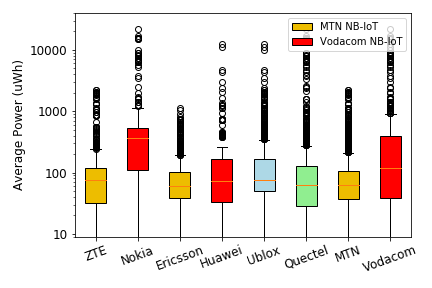 MTN NB-IoT
Vodacom NB-IoT
Average Power (uWh)
10000
1000
100
10
ZTE
Nokia
Ericsson
Huawei
Ublox
Quectel
MTN
Vodacom